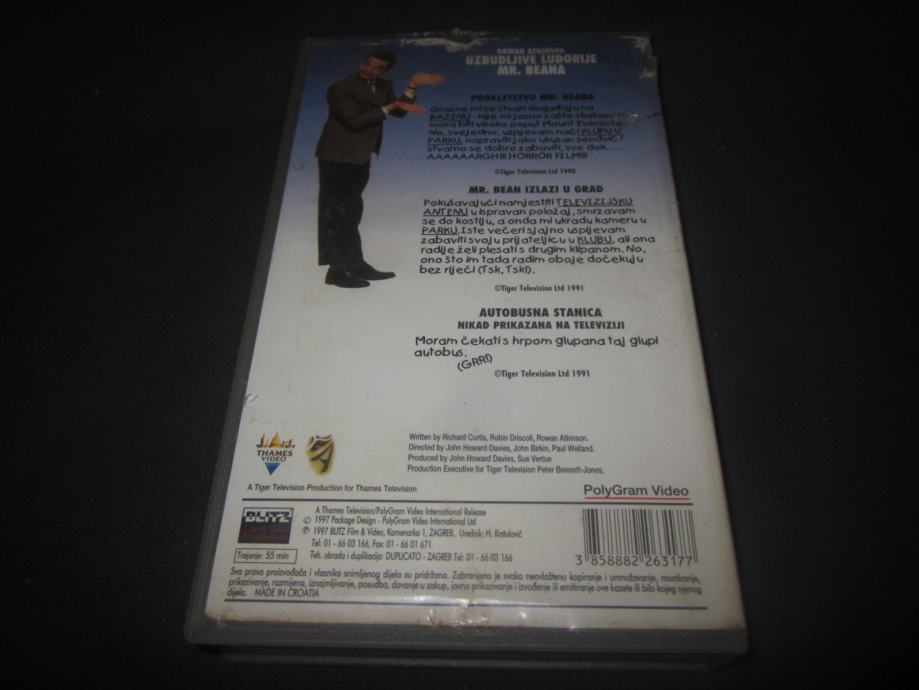 ROWAN ATKINSON
UZBUDLJIVE LUDORIJE
MR. BEANA
PROKLETSTVO MR. BEANA
Grozne mi se stvari događaju na
BAZENU - nije mi jasno zašto skakaonica
mora biti visoka poput Mount Everesta.
No, svejedno, uspjevam naći KLUPU U
PARKU, napraviti jako ukusan sendvič i
stvarno se dobro zabaviti, sve dok......
AAAAAARGH!!! HORROR FILM!!!
©Tiger Television Ltd 1990
MR. BEAN IZLAZI U GRAD
Pokušavajući namjestiti TELEVIZIJSKU
ANTENU u ispravan položaj, smrzavam
se do kostiju, a onda mi ukradu kameru u
PARKU. Iste večeri sjajno uspijevam
zabaviti svoju prijateljicu u KLUBU, ali ona
radije želi plesati s drugim klipanom. No,
ono što im tada radim oboje dočekuju
bez riječi (Tsk, Tsk!).
©Tiger Television Ltd 1991
AUTOBUSNA STANICA
NIKAD PRIKAZANA NA TELEVIZIJI
Moram čekati s hrpom glupana taj glupi
autobus.
(GRR!)
©Tiger Television Ltd 1991
THAMES
VIDEO
Written by Richard Curtis, Robin Driscoll, Rowan Atkinson.
Directed by John Howard Davies, John Birkin, Paul Weiland.
Produced by John Howard Davies, Sue Vertue
Production Executive for Tiger Television Peter Bennett-Jones.
A Tiger Television Production for Thames Television
PolyGram Video
BLITZ
Trajanje: 55 min
A Thames Television/PolyGram Video International Release
© 1997 Package Design - PolyGram Video International Ltd
℗ 1997 BLITZ Film & Video, Kamenarka 1, ZAGREB, Urednik: H. Krstulović
Tel: 01 - 66 03 166, Fax: 01 - 66 01 671
Teh. obrada i duplikacija: DUPLICATO - ZAGREB Tel: 01 - 66 03 166
3 858882 263177
Sva prava proizvođača i vlasnika snimljenog dijela su pridržana. Zabranjeno je svako neovlašteno kopiranje i umnožavanje, montiranje,
prikazivanje, razmjena, iznajmljivanje, posudba, davanje u zakup, javno prikazivanje i izvođenje ili emitiranje ove kasete ili bilo kojeg njenog
dijela. MADE IN CROATIA